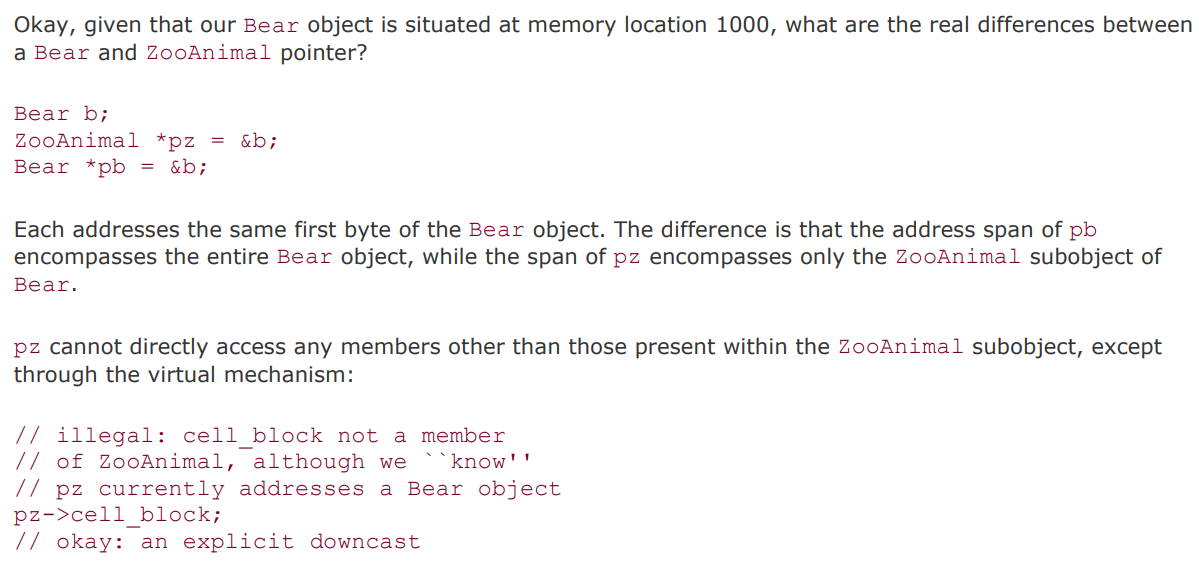 Okay, given that our Bear object is situated at memory location 1000, what are the real differences between
a Bear and ZooAnimal pointer?
Bear b;
ZooAnimal *pz = &b;
Bear *pb = &b;
Each addresses the same first byte of the Bear object. The difference is that the address span of pb
encompasses the entire Bear object, while the span of pz encompasses only the ZooAnimal subobject of
Bear.
pz cannot directly access any members other than those present within the ZooAnimal subobject, except
through the virtual mechanism:
// illegal: cell_block not a member
// of ZooAnimal, although we ``know''
// pz currently addresses a Bear object
pz->cell_block;
// okay: an explicit downcast